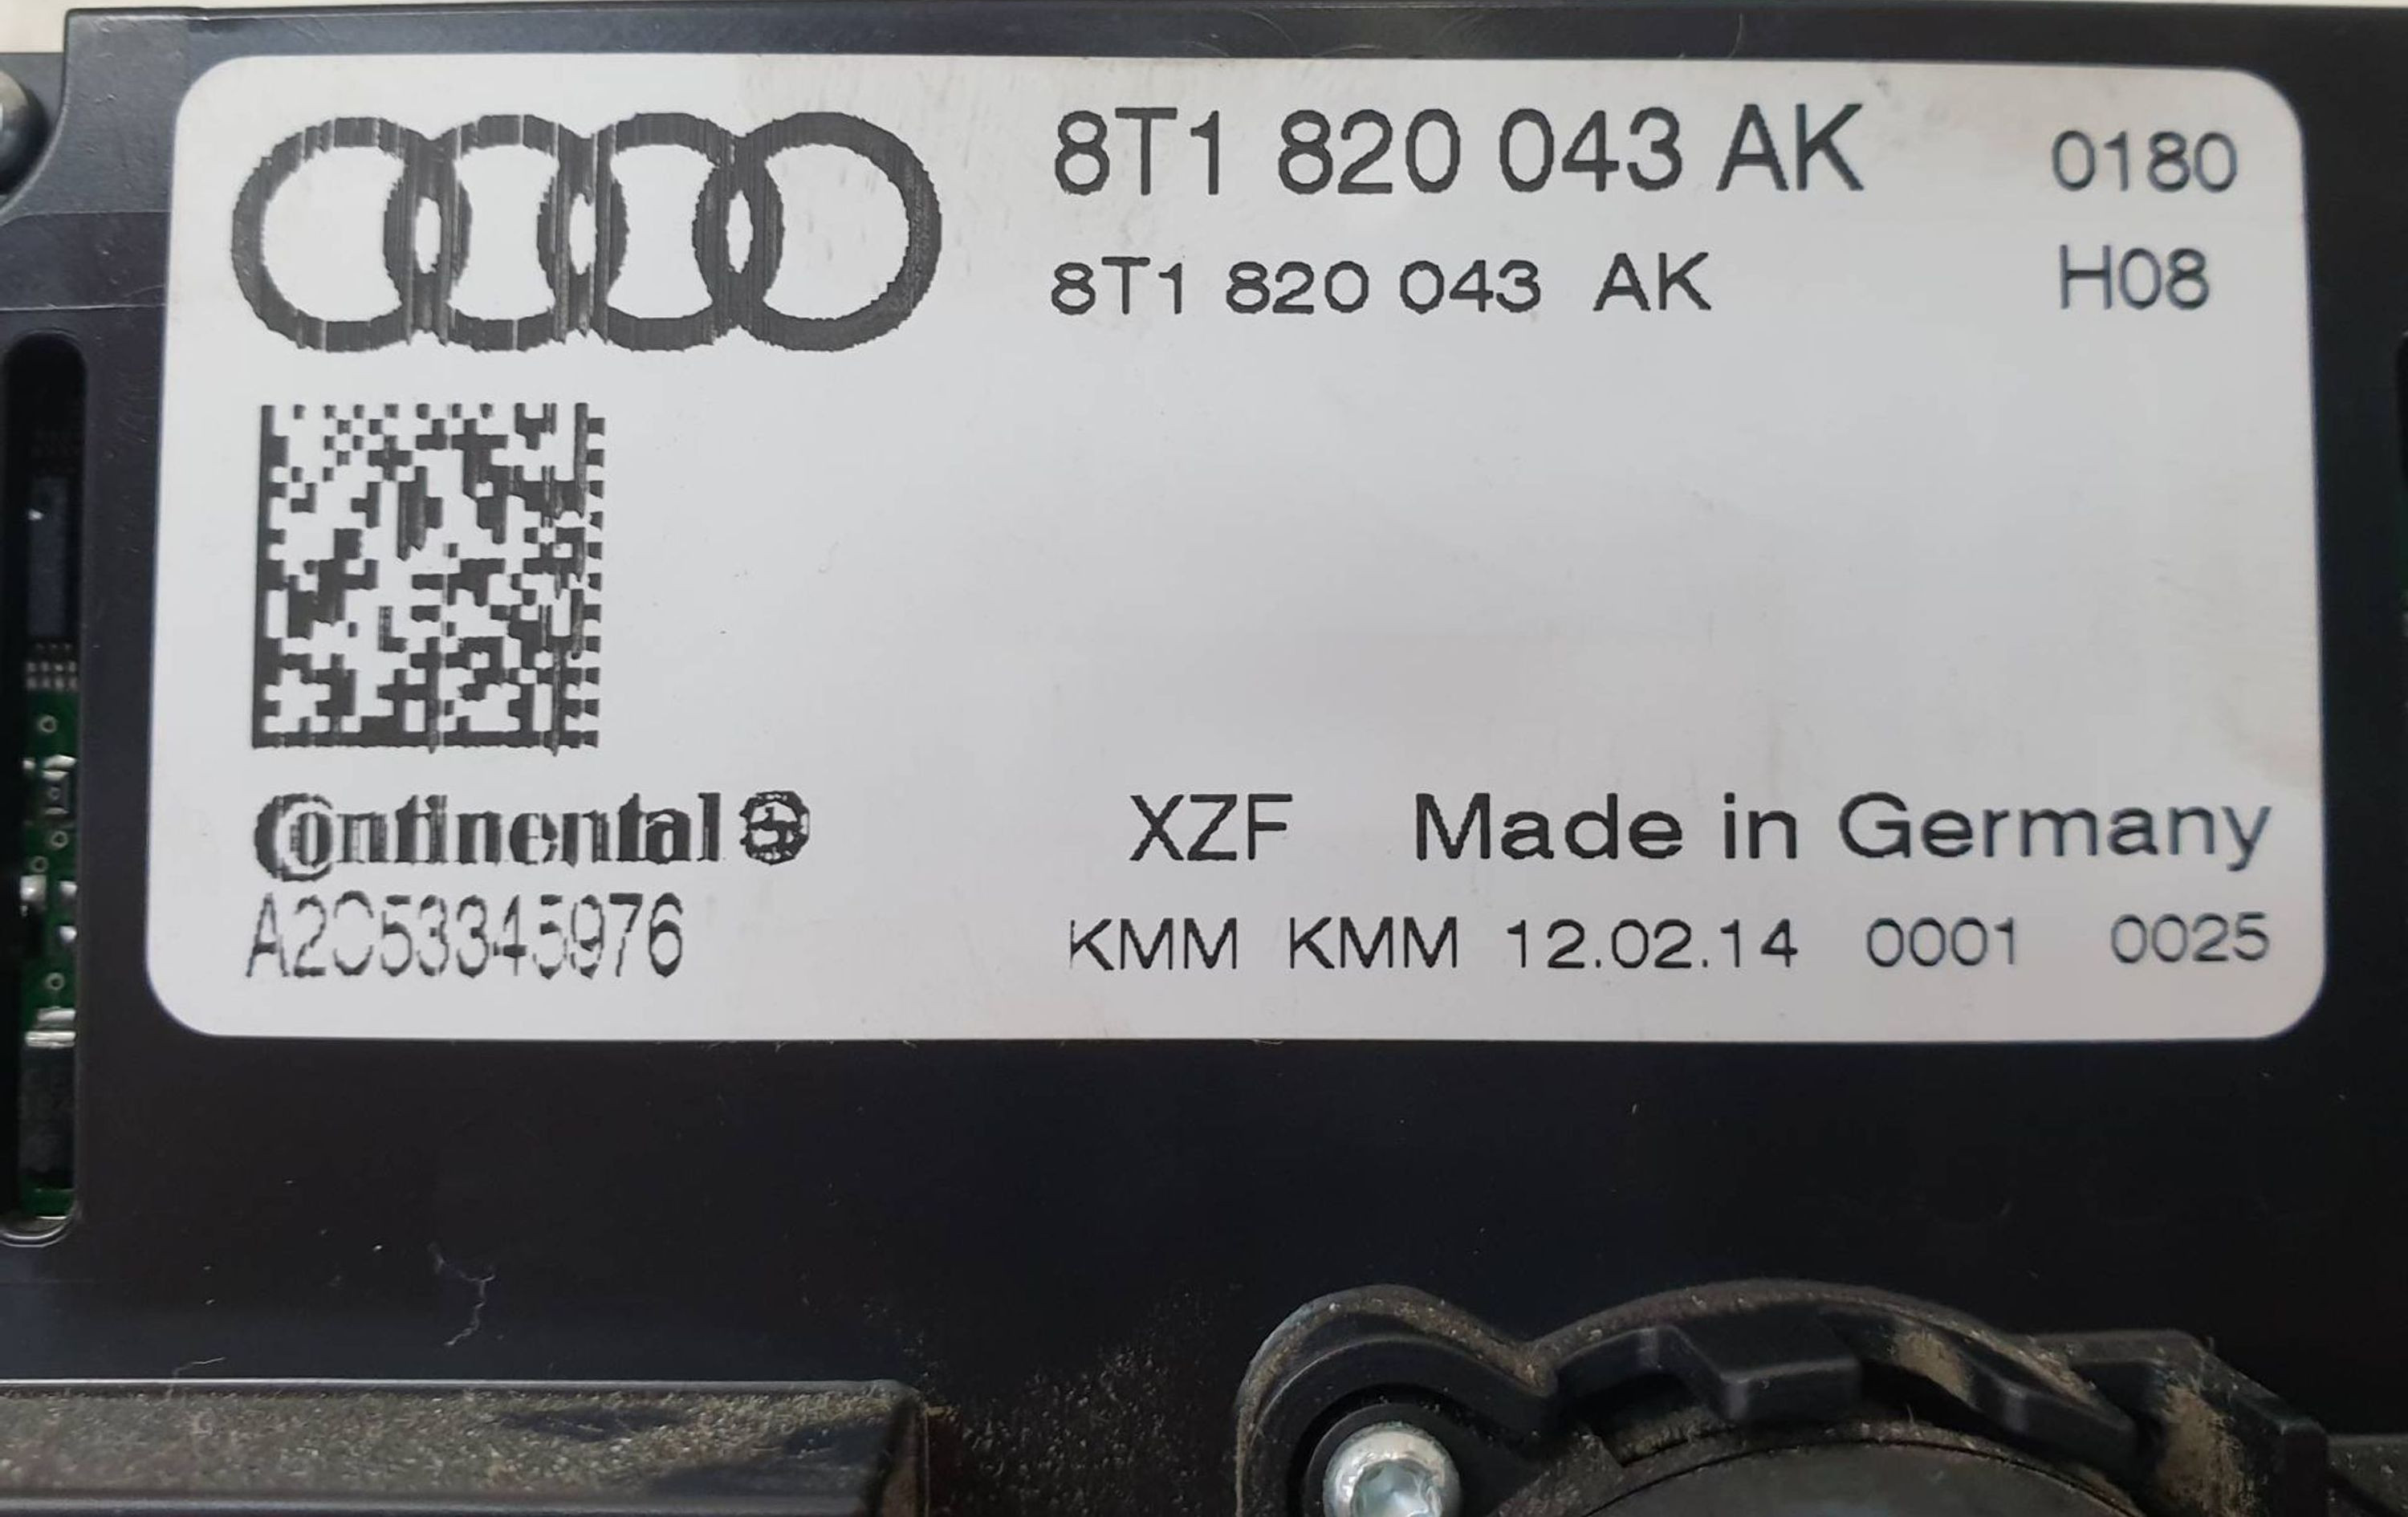 8T1 820 043 AK 0180
8T1 820 043 AK H08
Continental
XZF Made in Germany
A2C53345976
KMM KMM 12.02.14 0001 0025